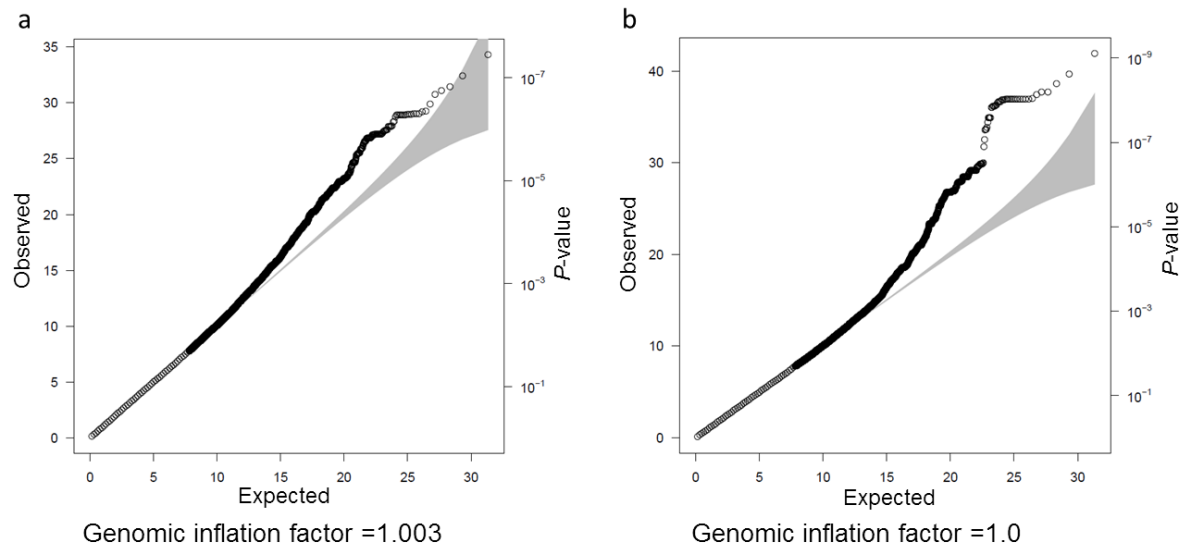 a
35
30
25
20
15
10
5
0
Observed
10-7
10-5
10-3
10-1
P-value
0 5 10 15 20 25 30
Expected
Genomic inflation factor =1.003
b
40
30
20
10
0
Observed
10-9
10-7
10-5
10-3
10-1
P-value
0 5 10 15 20 25 30
Expected
Genomic inflation factor =1.0